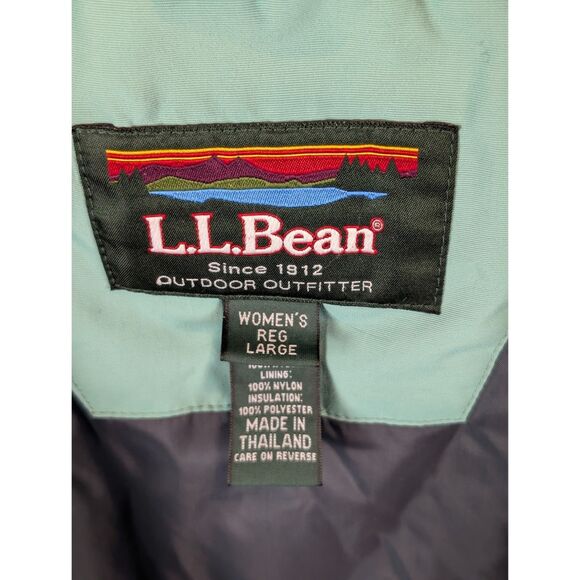 L.L.Bean®
Since 1912
OUTDOOR OUTFITTER
WOMEN'S
REG
LARGE
LINING:
100% NYLON
INSULATION:
100% POLYESTER
MADE IN
THAILAND
CARE ON REVERSE